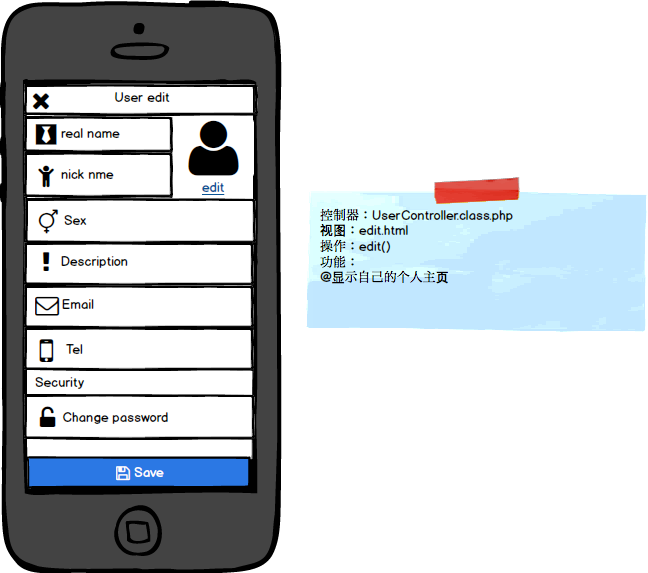 User edit
real name
nick nme
edit
Sex
Description
Email
Tel
Security
Change password
Save
控制器：UserController.class.php
视图：edit.html
操作：edit()
功能：
@显示自己的个人主页